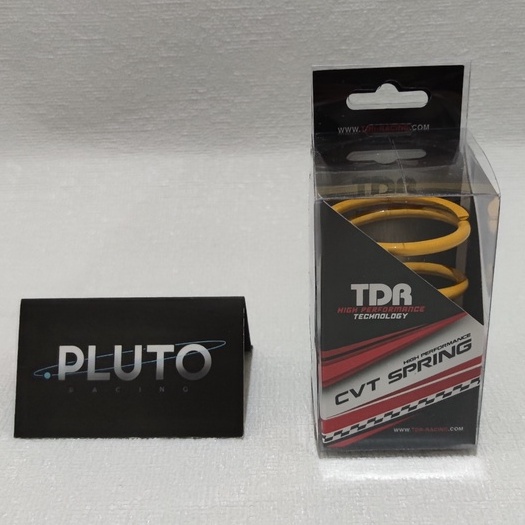 PLUTO
RACING
WWW.TDR-RACING.COM
TDR
TDR
HIGH PERFORMANCE
TECHNOLOGY
HIGH PERFORMANCE
CVT SPRING
WWW.TDR-RACING.COM